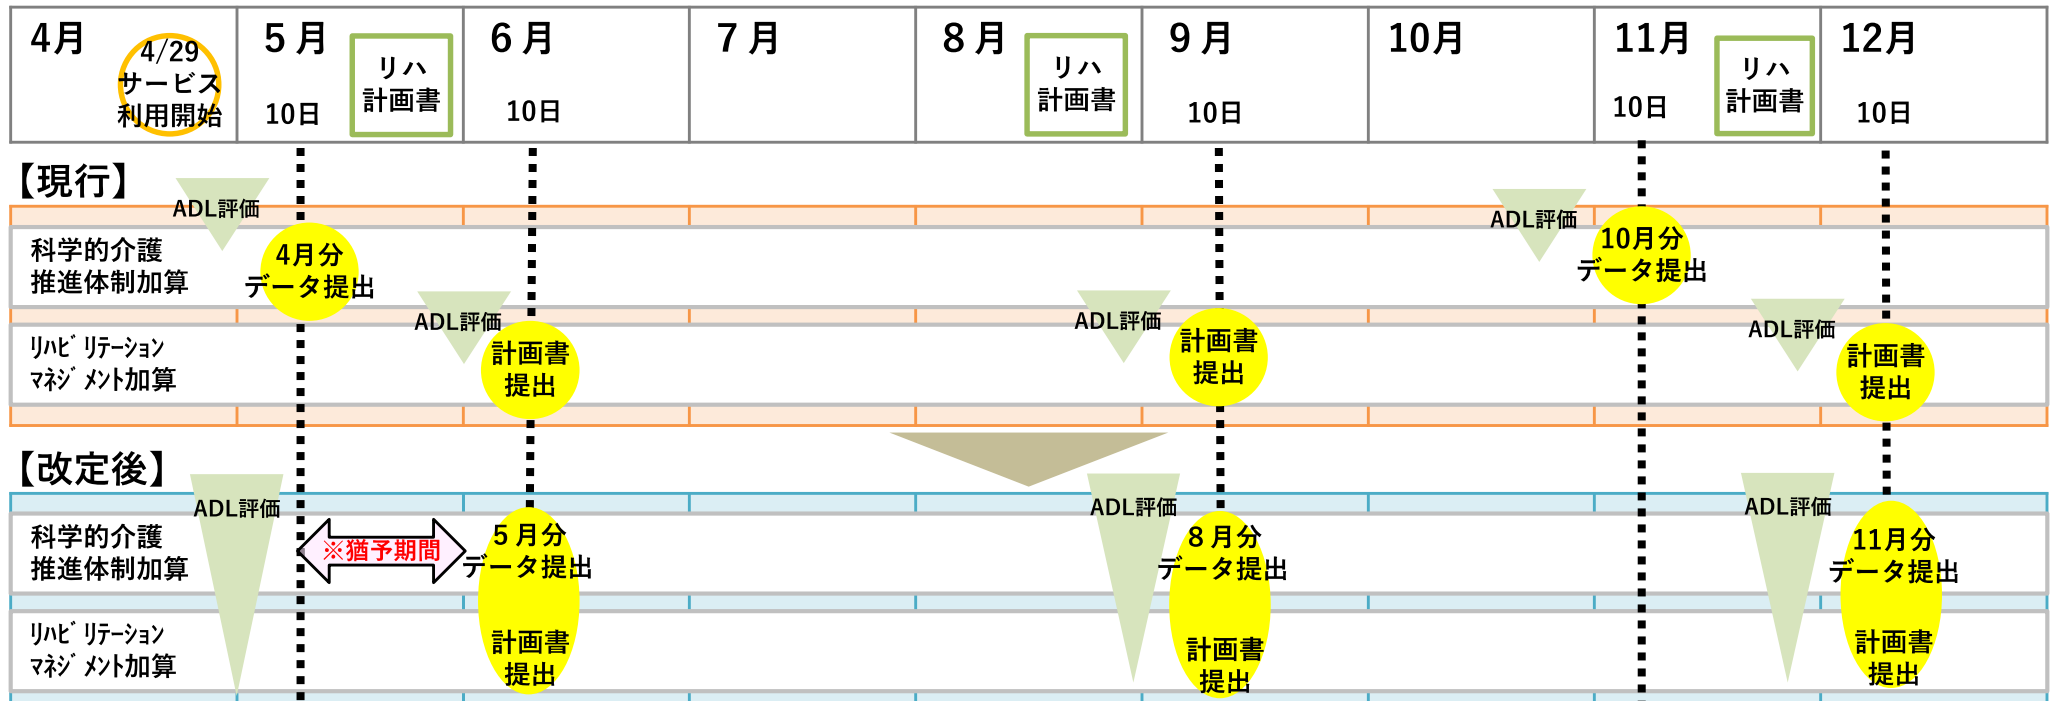 4月
4/29
サービス
利用開始
5月
10日
リハ
計画書
6月
10日
7月
8月
リハ
計画書
9月
10日
10月
11月
10日
リハ
計画書
12月
10日
【現行】
ADL評価
ADL評価
科学的介護
推進体制加算
4月分
データ提出
10月分
データ提出
ADL評価
ADL評価
ADL評価
ﾘﾊﾋﾞﾘﾃｰｼｮﾝ
ﾏﾈｼﾞﾒﾝﾄ加算
計画書
提出
計画書
提出
計画書
提出
【改定後】
ADL評価
ADL評価
ADL評価
科学的介護
推進体制加算
※猶予期間
5月分
データ提出
8月分
データ提出
11月分
データ提出
ﾘﾊﾋﾞﾘﾃｰｼｮﾝ
ﾏﾈｼﾞﾒﾝﾄ加算
計画書
提出
計画書
提出
計画書
提出